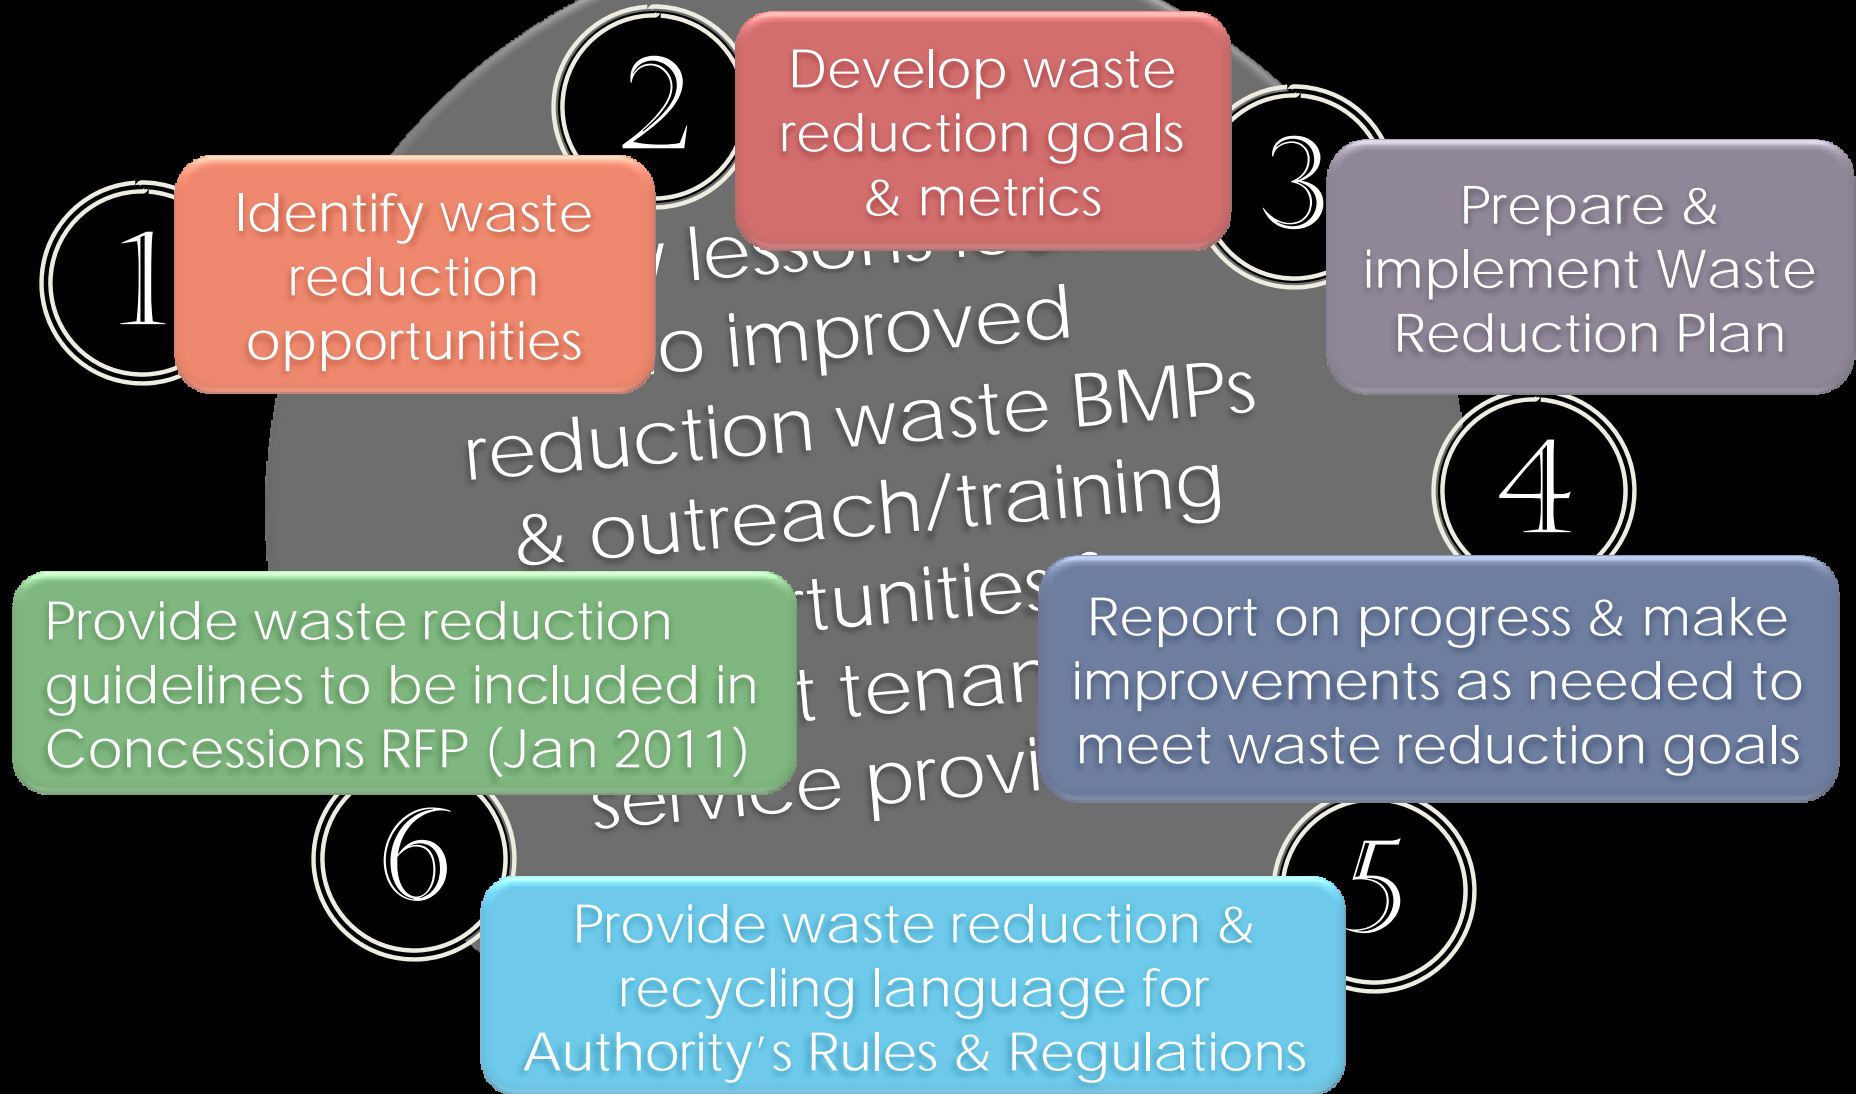 1
Identify waste
reduction
opportunities
2
Develop waste
reduction goals
& metrics
3
Prepare &
implement Waste
Reduction Plan
4
Report on progress & make
improvements as needed to
meet waste reduction goals
5
Provide waste reduction &
recycling language for
Authority’s Rules & Regulations
6
Provide waste reduction
guidelines to be included in
Concessions RFP (Jan 2011)
lessons
improved
reduction waste BMPs
& outreach/training
service